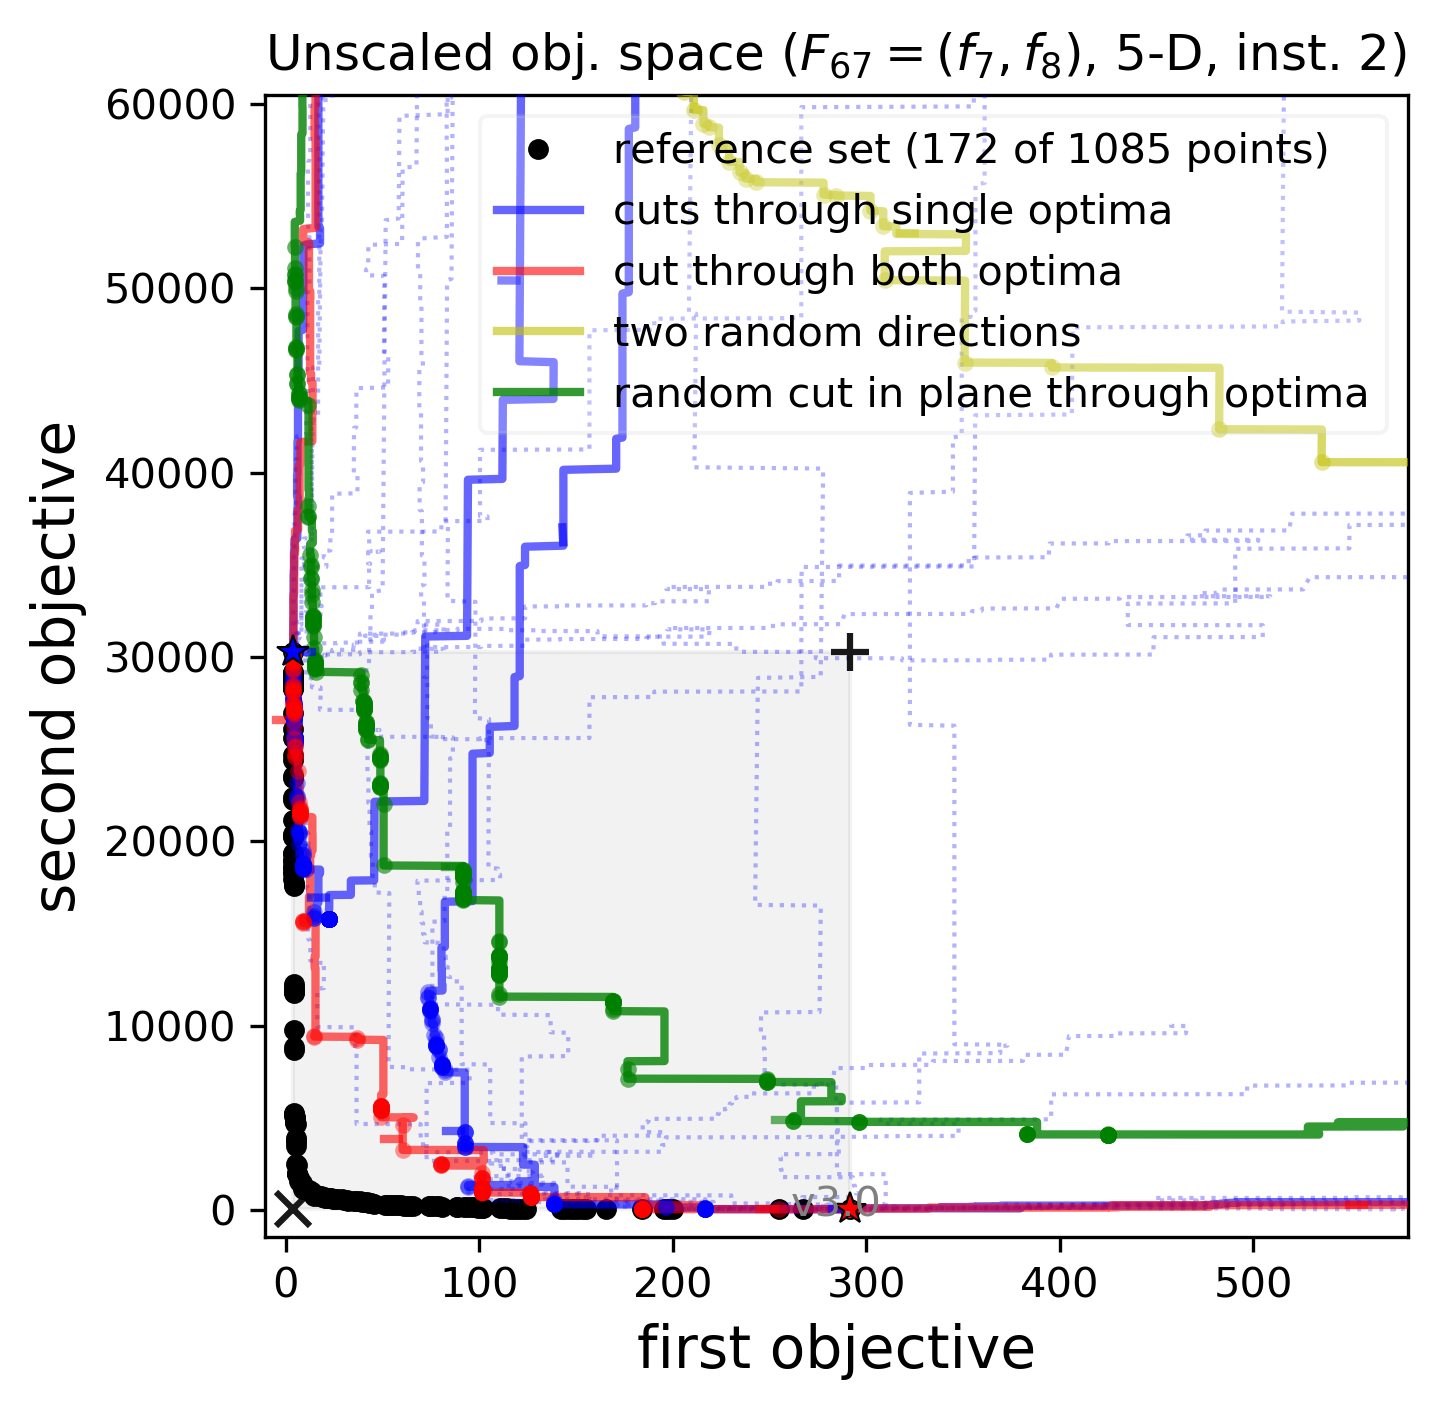 Unscaled obj. space (F₆₇ = (f₇, f₈), 5-D, inst. 2)
60000
50000
40000
30000
20000
10000
0
second objective
reference set (172 of 1085 points)
cuts through single optima
cut through both optima
two random directions
random cut in plane through optima
v3.0
0 100 200 300 400 500
first objective